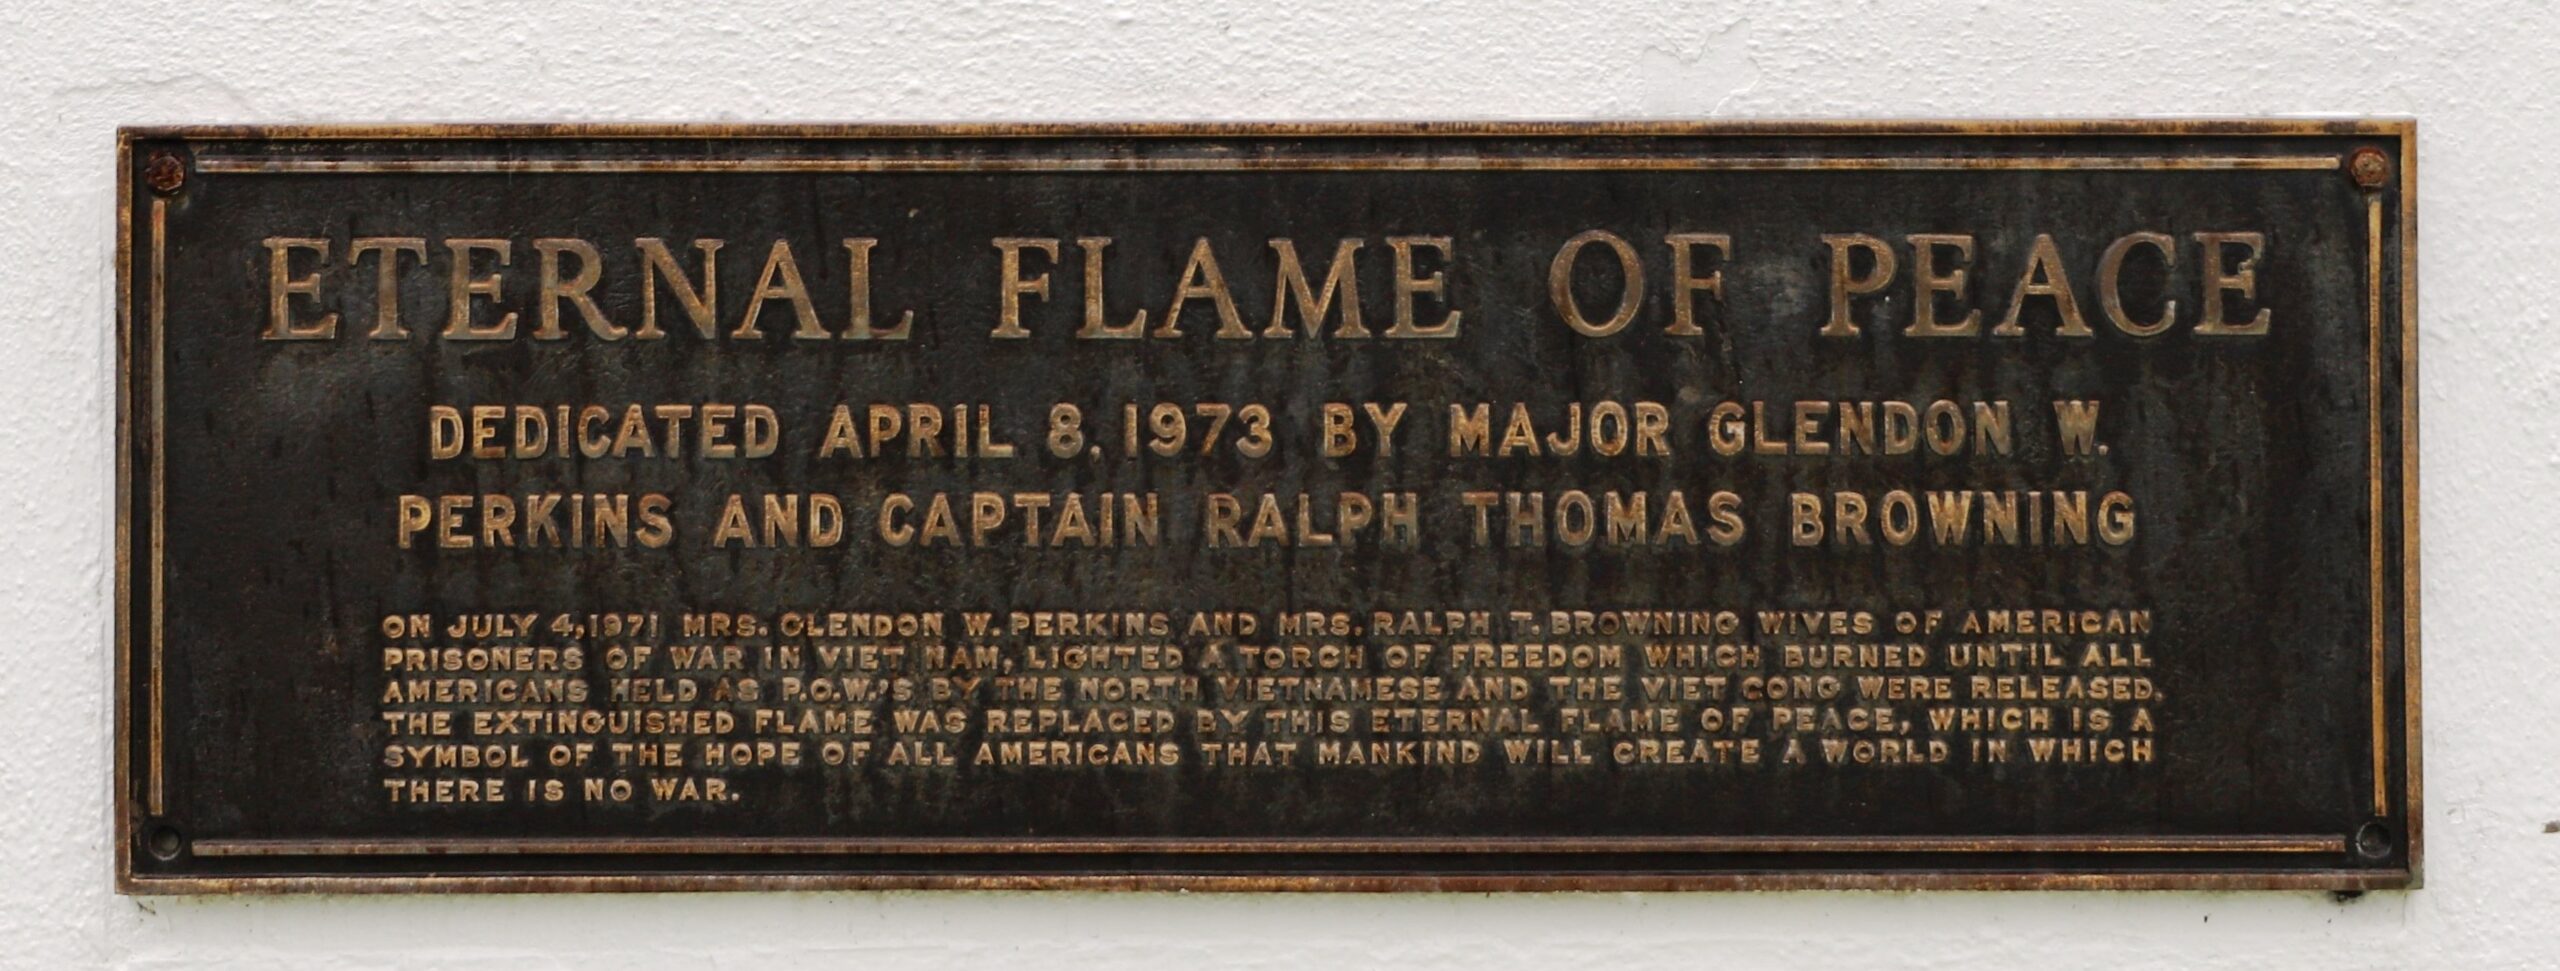 ETERNAL FLAME OF PEACE
DEDICATED APRIL 8, 1973 BY MAJOR GLENDON W.
PERKINS AND CAPTAIN RALPH THOMAS BROWNING
ON JULY 4, 1971 MRS. GLENDON W. PERKINS AND MRS. RALPH T. BROWNING WIVES OF AMERICAN
PRISONERS OF WAR IN VIET NAM, LIGHTED A TORCH OF FREEDOM WHICH BURNED UNTIL ALL
AMERICANS HELD AS P.O.W.'S BY THE NORTH VIETNAMESE AND THE VIET CONG WERE RELEASED.
THE EXTINGUISHED FLAME WAS REPLACED BY THIS ETERNAL FLAME OF PEACE, WHICH IS A
SYMBOL OF THE HOPE OF ALL AMERICANS THAT MANKIND WILL CREATE A WORLD IN WHICH
THERE IS NO WAR.